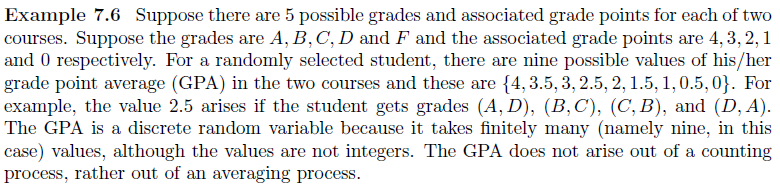 Example 7.6 Suppose there are 5 possible grades and associated grade points for each of two
courses. Suppose the grades are A, B, C, D and F and the associated grade points are 4, 3, 2, 1
and 0 respectively. For a randomly selected student, there are nine possible values of his/her
grade point average (GPA) in the two courses and these are {4, 3.5, 3, 2.5, 2, 1.5, 1, 0.5, 0}. For
example, the value 2.5 arises if the student gets grades (A, D), (B, C), (C, B), and (D, A).
The GPA is a discrete random variable because it takes finitely many (namely nine, in this
case) values, although the values are not integers. The GPA does not arise out of a counting
process, rather out of an averaging process.